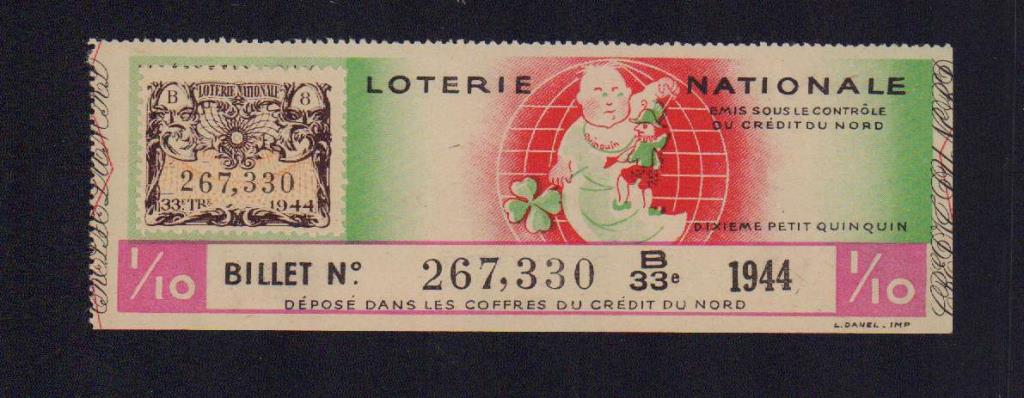 B LOTERIE NATIONALE 8
267,330
33ETRE 1944
LOTERIE NATIONALE
EMIS SOUS LE CONTRÔLE
DU CRÉDIT DU NORD
Quinquin
DIXIEME PETIT QUINQUIN
1/10 BILLET No. 267,330 B 33e 1944 1/10
DÉPOSÉ DANS LES COFFRES DU CRÉDIT DU NORD
L. DANEL. IMP